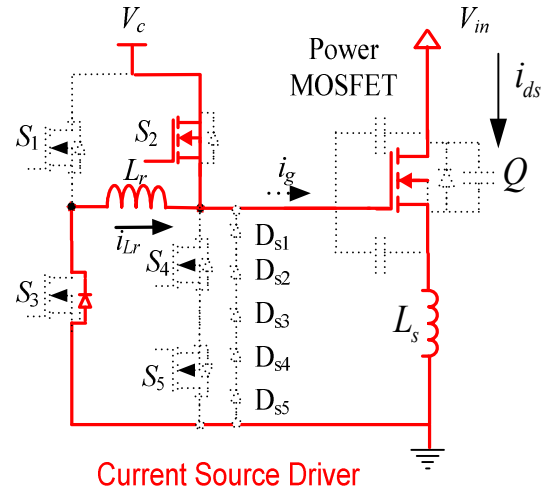 V_c
V_in
Power
MOSFET
i_ds
S_1
S_2
L_r
i_g
Q
i_Lr
D_s1
S_4
D_s2
S_3
D_s3
L_s
D_s4
S_5
D_s5
Current Source Driver